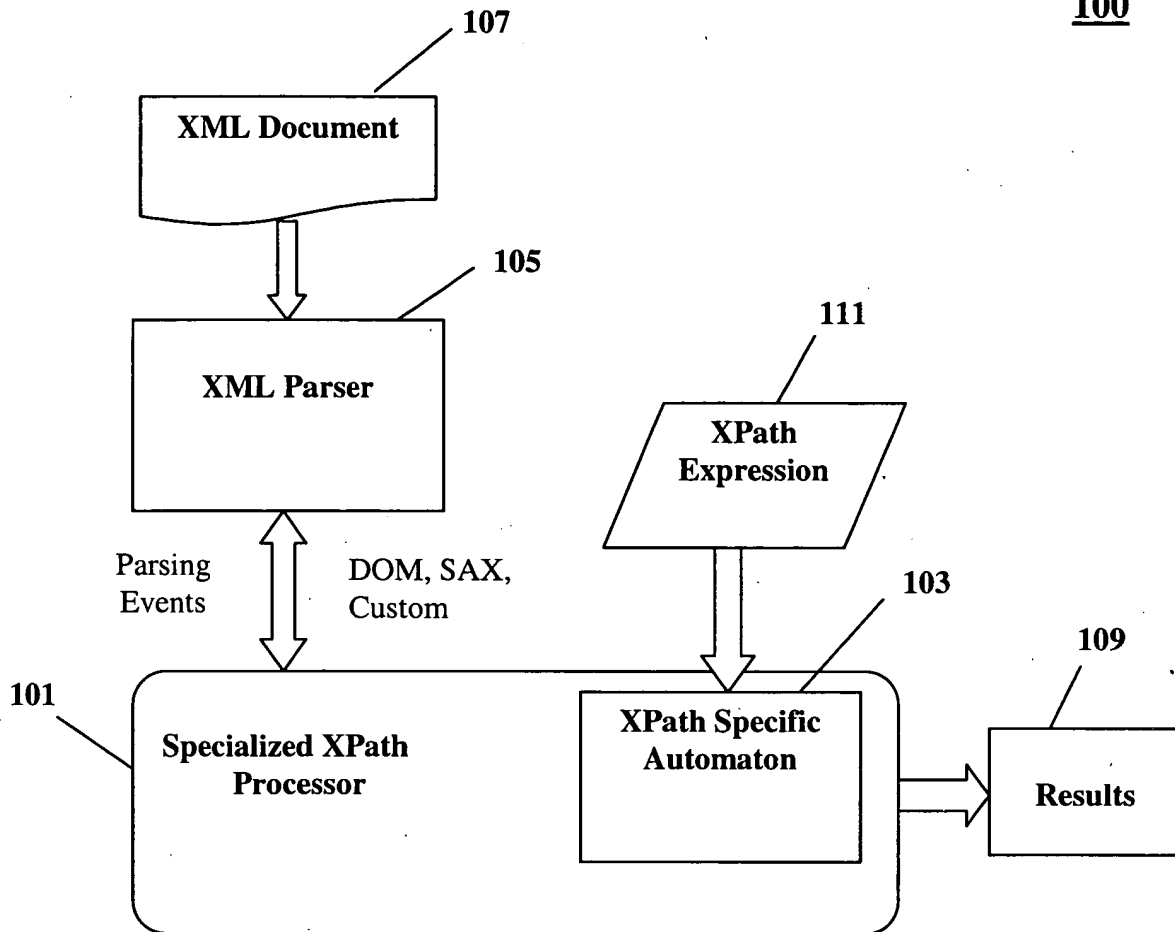 100
107
XML Document
105
XML Parser
111
XPath
Expression
Parsing
Events
DOM, SAX,
Custom
103
101
109
Specialized XPath
Processor
XPath Specific
Automaton
Results